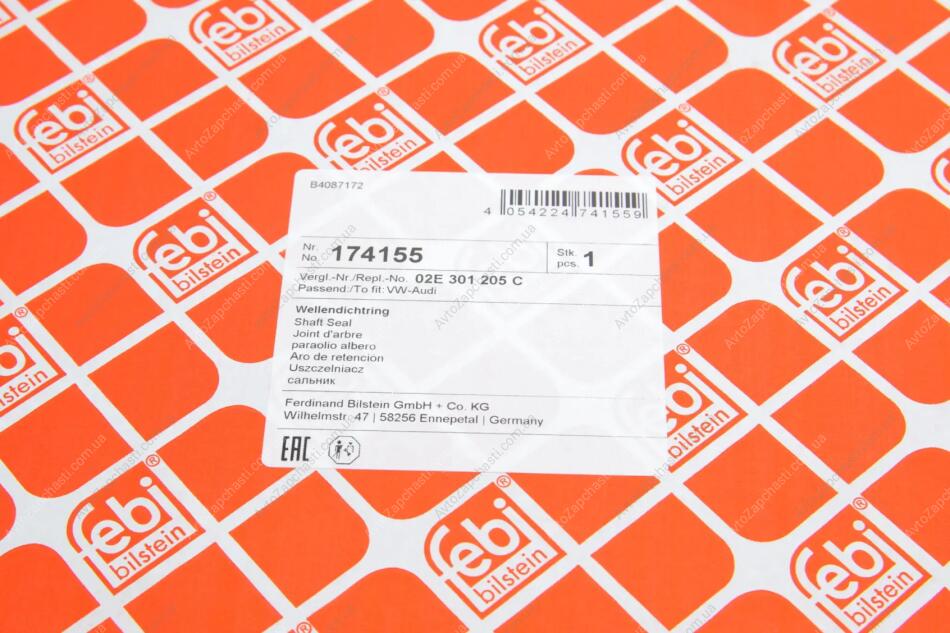 febi
bilstein
B4087172
4 054224 741559
Nr.
No. 174155
Stk.
pcs. 1
Vergl.-Nr./Repl.-No. 02E 301 205 C
Passend:/To fit: VW-Audi
Wellendichtring
Shaft Seal
Joint d'arbre
paraolio albero
Aro de retención
Uszczelniacz
сальник
Ferdinand Bilstein GmbH + Co. KG
Wilhelmstr. 47 | 58256 Ennepetal | Germany
EAC
AvtoZapchasti.com.ua